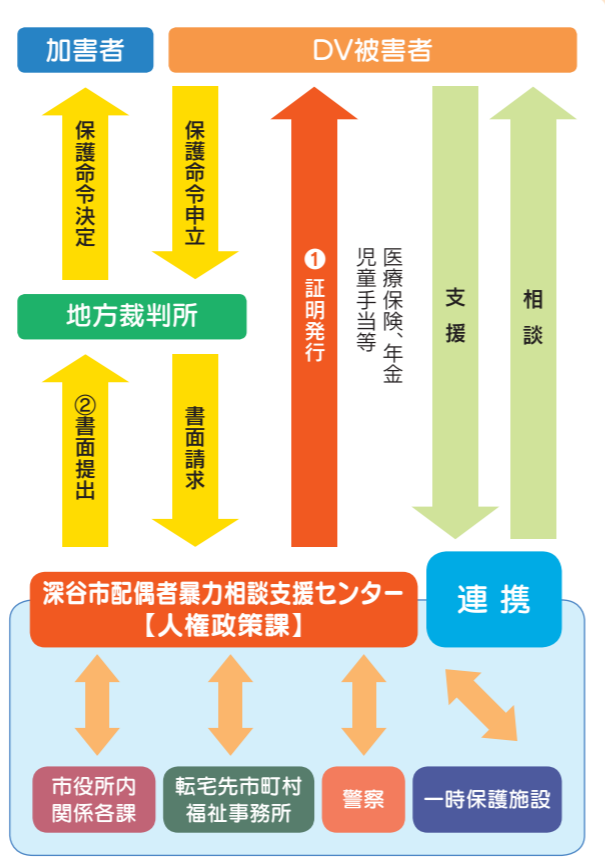 加害者
DV被害者
保護命令決定
保護命令申立
❶証明発行
医療保険、年金
児童手当等
支援
相談
地方裁判所
②書面提出
書面請求
深谷市配偶者暴力相談支援センター
【人権政策課】
連携
市役所内
関係各課
転宅先市町村
福祉事務所
警察
一時保護施設